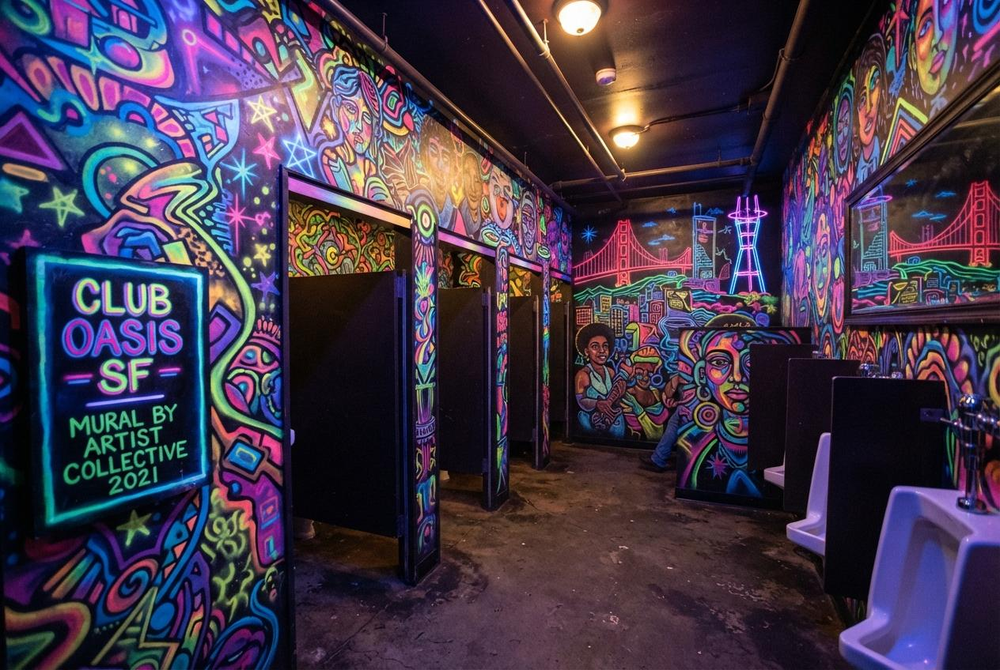 CLUB
OASIS
SF
MURAL BY
ARTIST
COLLECTIVE
2021